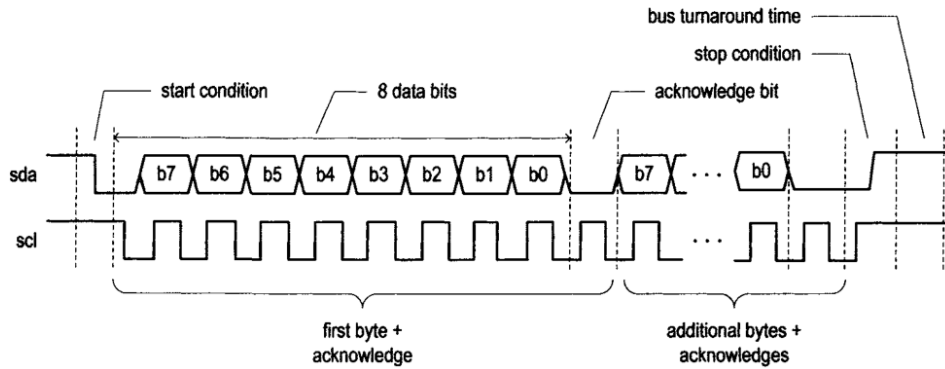 bus turnaround time
stop condition
start condition
8 data bits
acknowledge bit
sda
b7
b6
b5
b4
b3
b2
b1
b0
b7
...
b0
scl
...
first byte +
acknowledge
additional bytes +
acknowledges